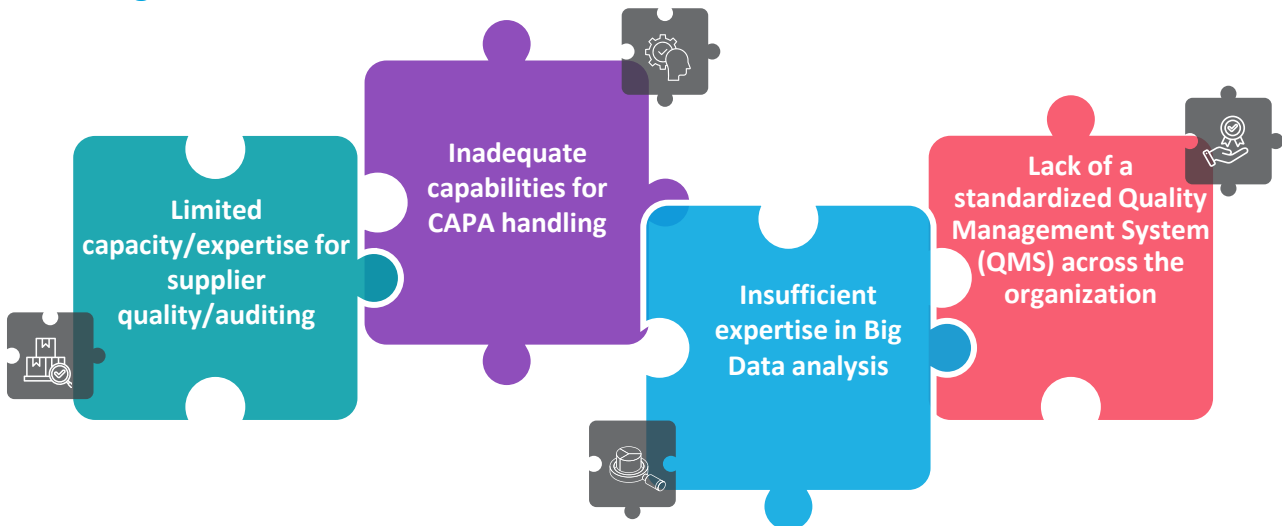 Limited
capacity/expertise for
supplier
quality/auditing
Inadequate
capabilities for
CAPA handling
Insufficient
expertise in Big
Data analysis
Lack of a
standardized Quality
Management System
(QMS) across the
organization